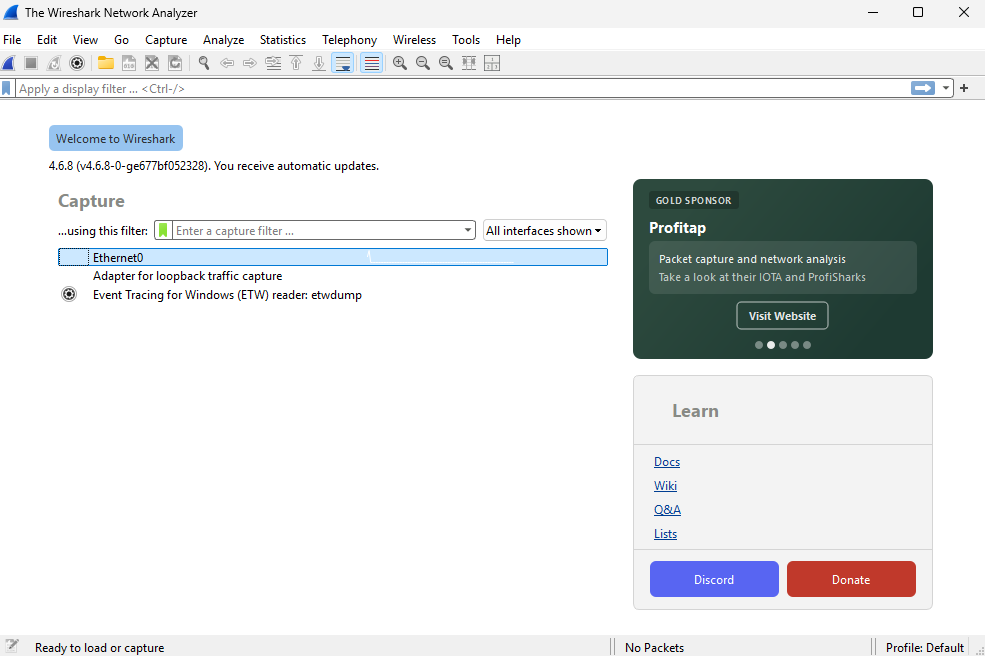 The Wireshark Network Analyzer
File Edit View Go Capture Analyze Statistics Telephony Wireless Tools Help
Apply a display filter ... <Ctrl-/>
Welcome to Wireshark
4.6.8 (v4.6.8-0-ge677bf052328). You receive automatic updates.
Capture
...using this filter: Enter a capture filter ... All interfaces shown
Ethernet0
Adapter for loopback traffic capture
Event Tracing for Windows (ETW) reader: etwdump
GOLD SPONSOR
Profitap
Packet capture and network analysis
Take a look at their IOTA and ProfiSharks
Visit Website
Learn
Docs
Wiki
Q&A
Lists
Discord Donate
Ready to load or capture No Packets Profile: Default